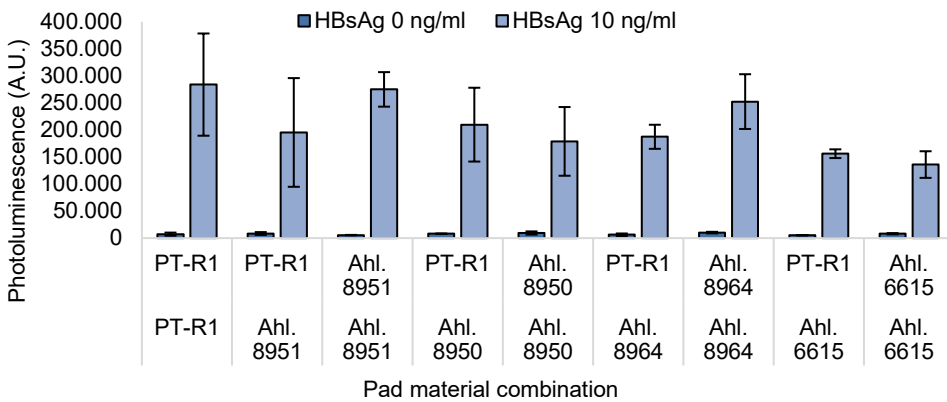 HBsAg 0 ng/ml HBsAg 10 ng/ml
Photoluminescence (A.U.)
400.000
350.000
300.000
250.000
200.000
150.000
100.000
50.000
0
PT-R1 PT-R1 Ahl. 8951 PT-R1 Ahl. 8950 PT-R1 Ahl. 8964 PT-R1 Ahl. 6615
PT-R1 Ahl. 8951 Ahl. 8951 Ahl. 8950 Ahl. 8950 Ahl. 8964 Ahl. 8964 Ahl. 6615 Ahl. 6615
Pad material combination